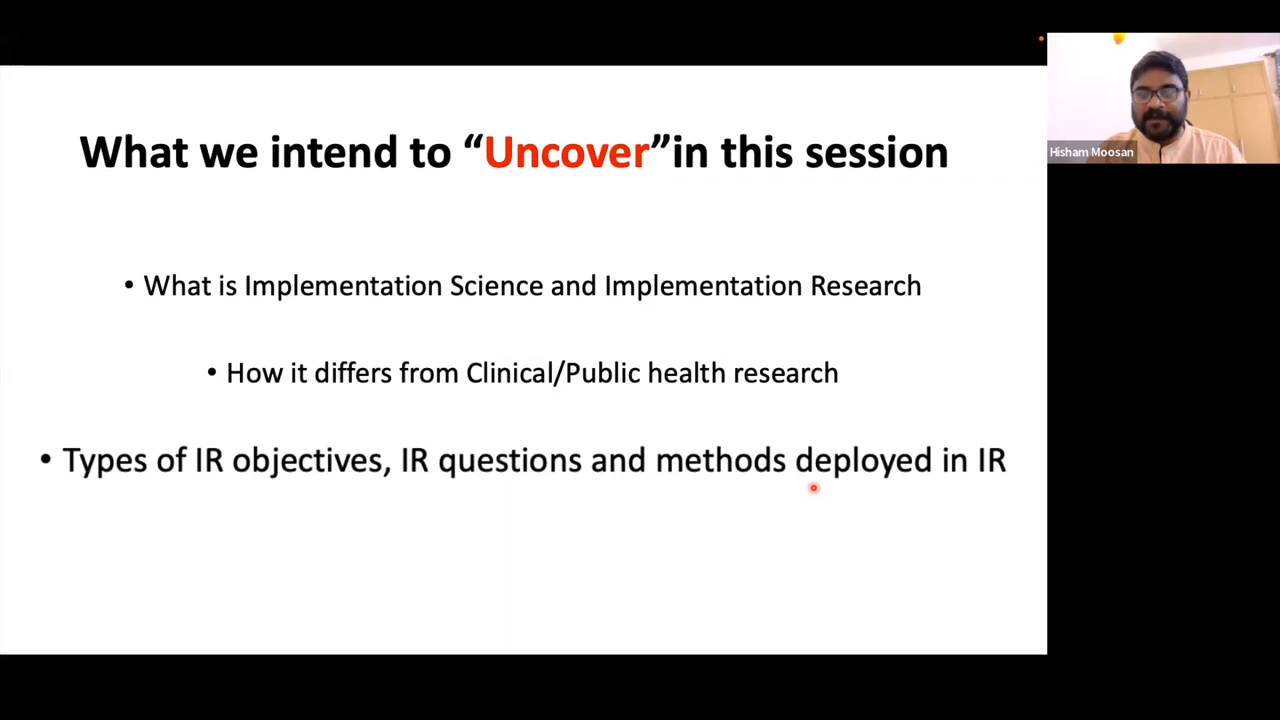 What we intend to “Uncover”in this session
Hisham Moosan
• What is Implementation Science and Implementation Research
• How it differs from Clinical/Public health research
• Types of IR objectives, IR questions and methods deployed in IR